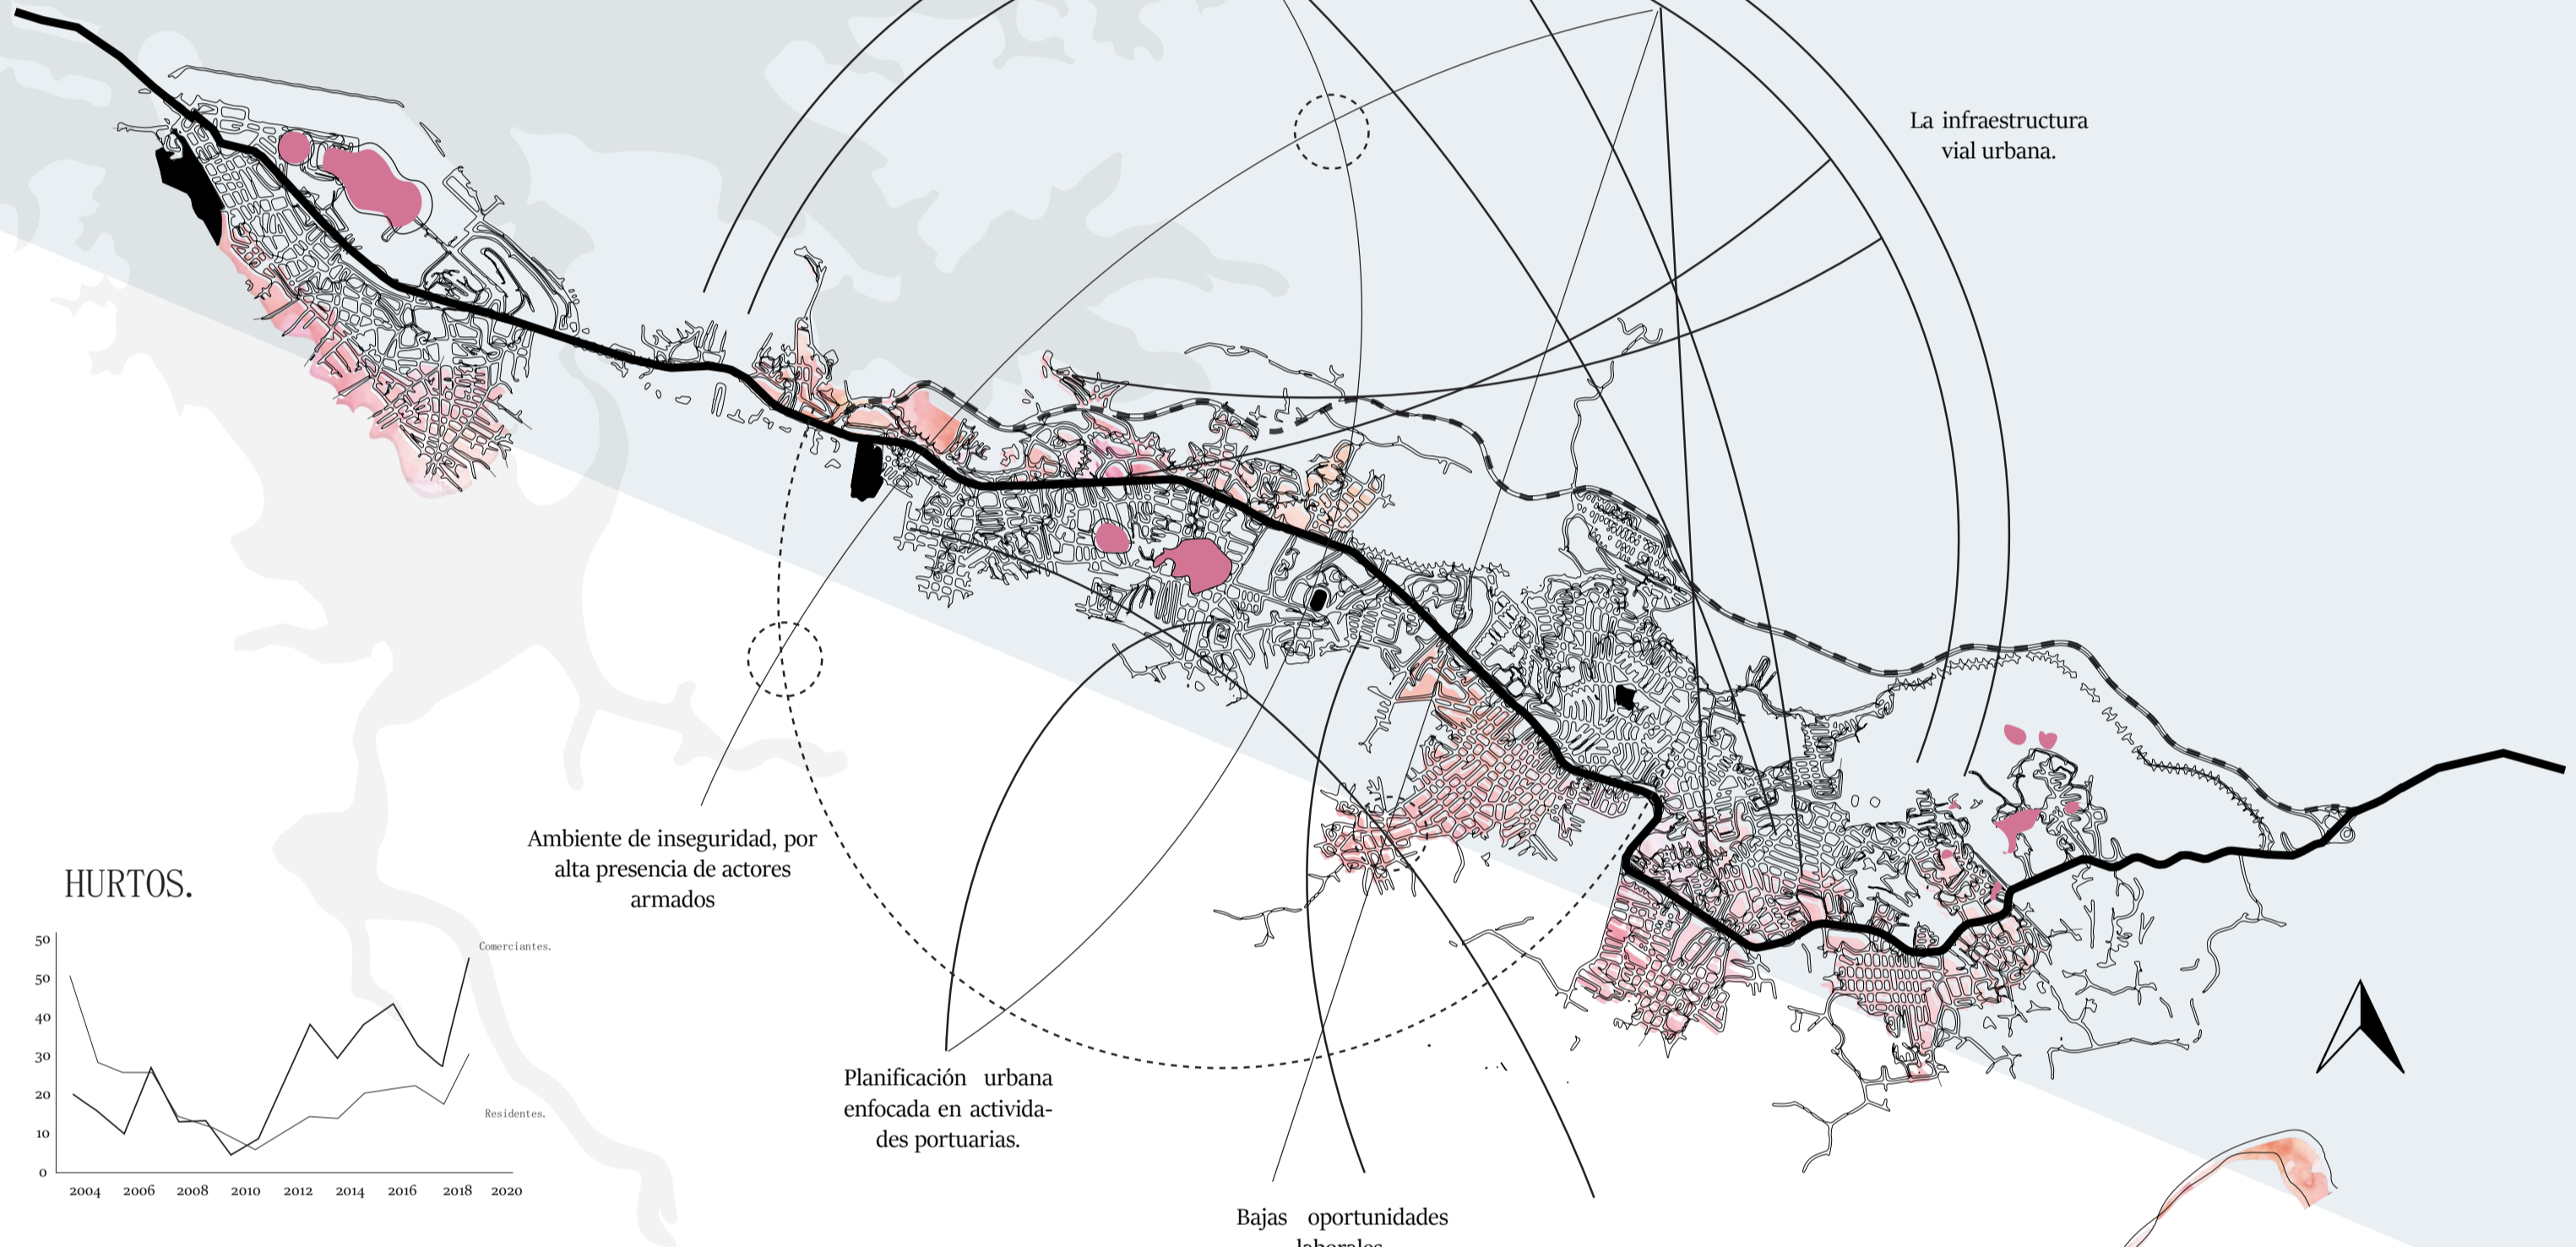 La infraestructura
vial urbana.
Ambiente de inseguridad, por
alta presencia de actores
armados
HURTOS.
50
50
40
30
20
10
0
Comerciantes.
Residentes.
2004 2006 2008 2010 2012 2014 2016 2018 2020
Planificación urbana
enfocada en activida-
des portuarias.
Bajas oportunidades
laborales